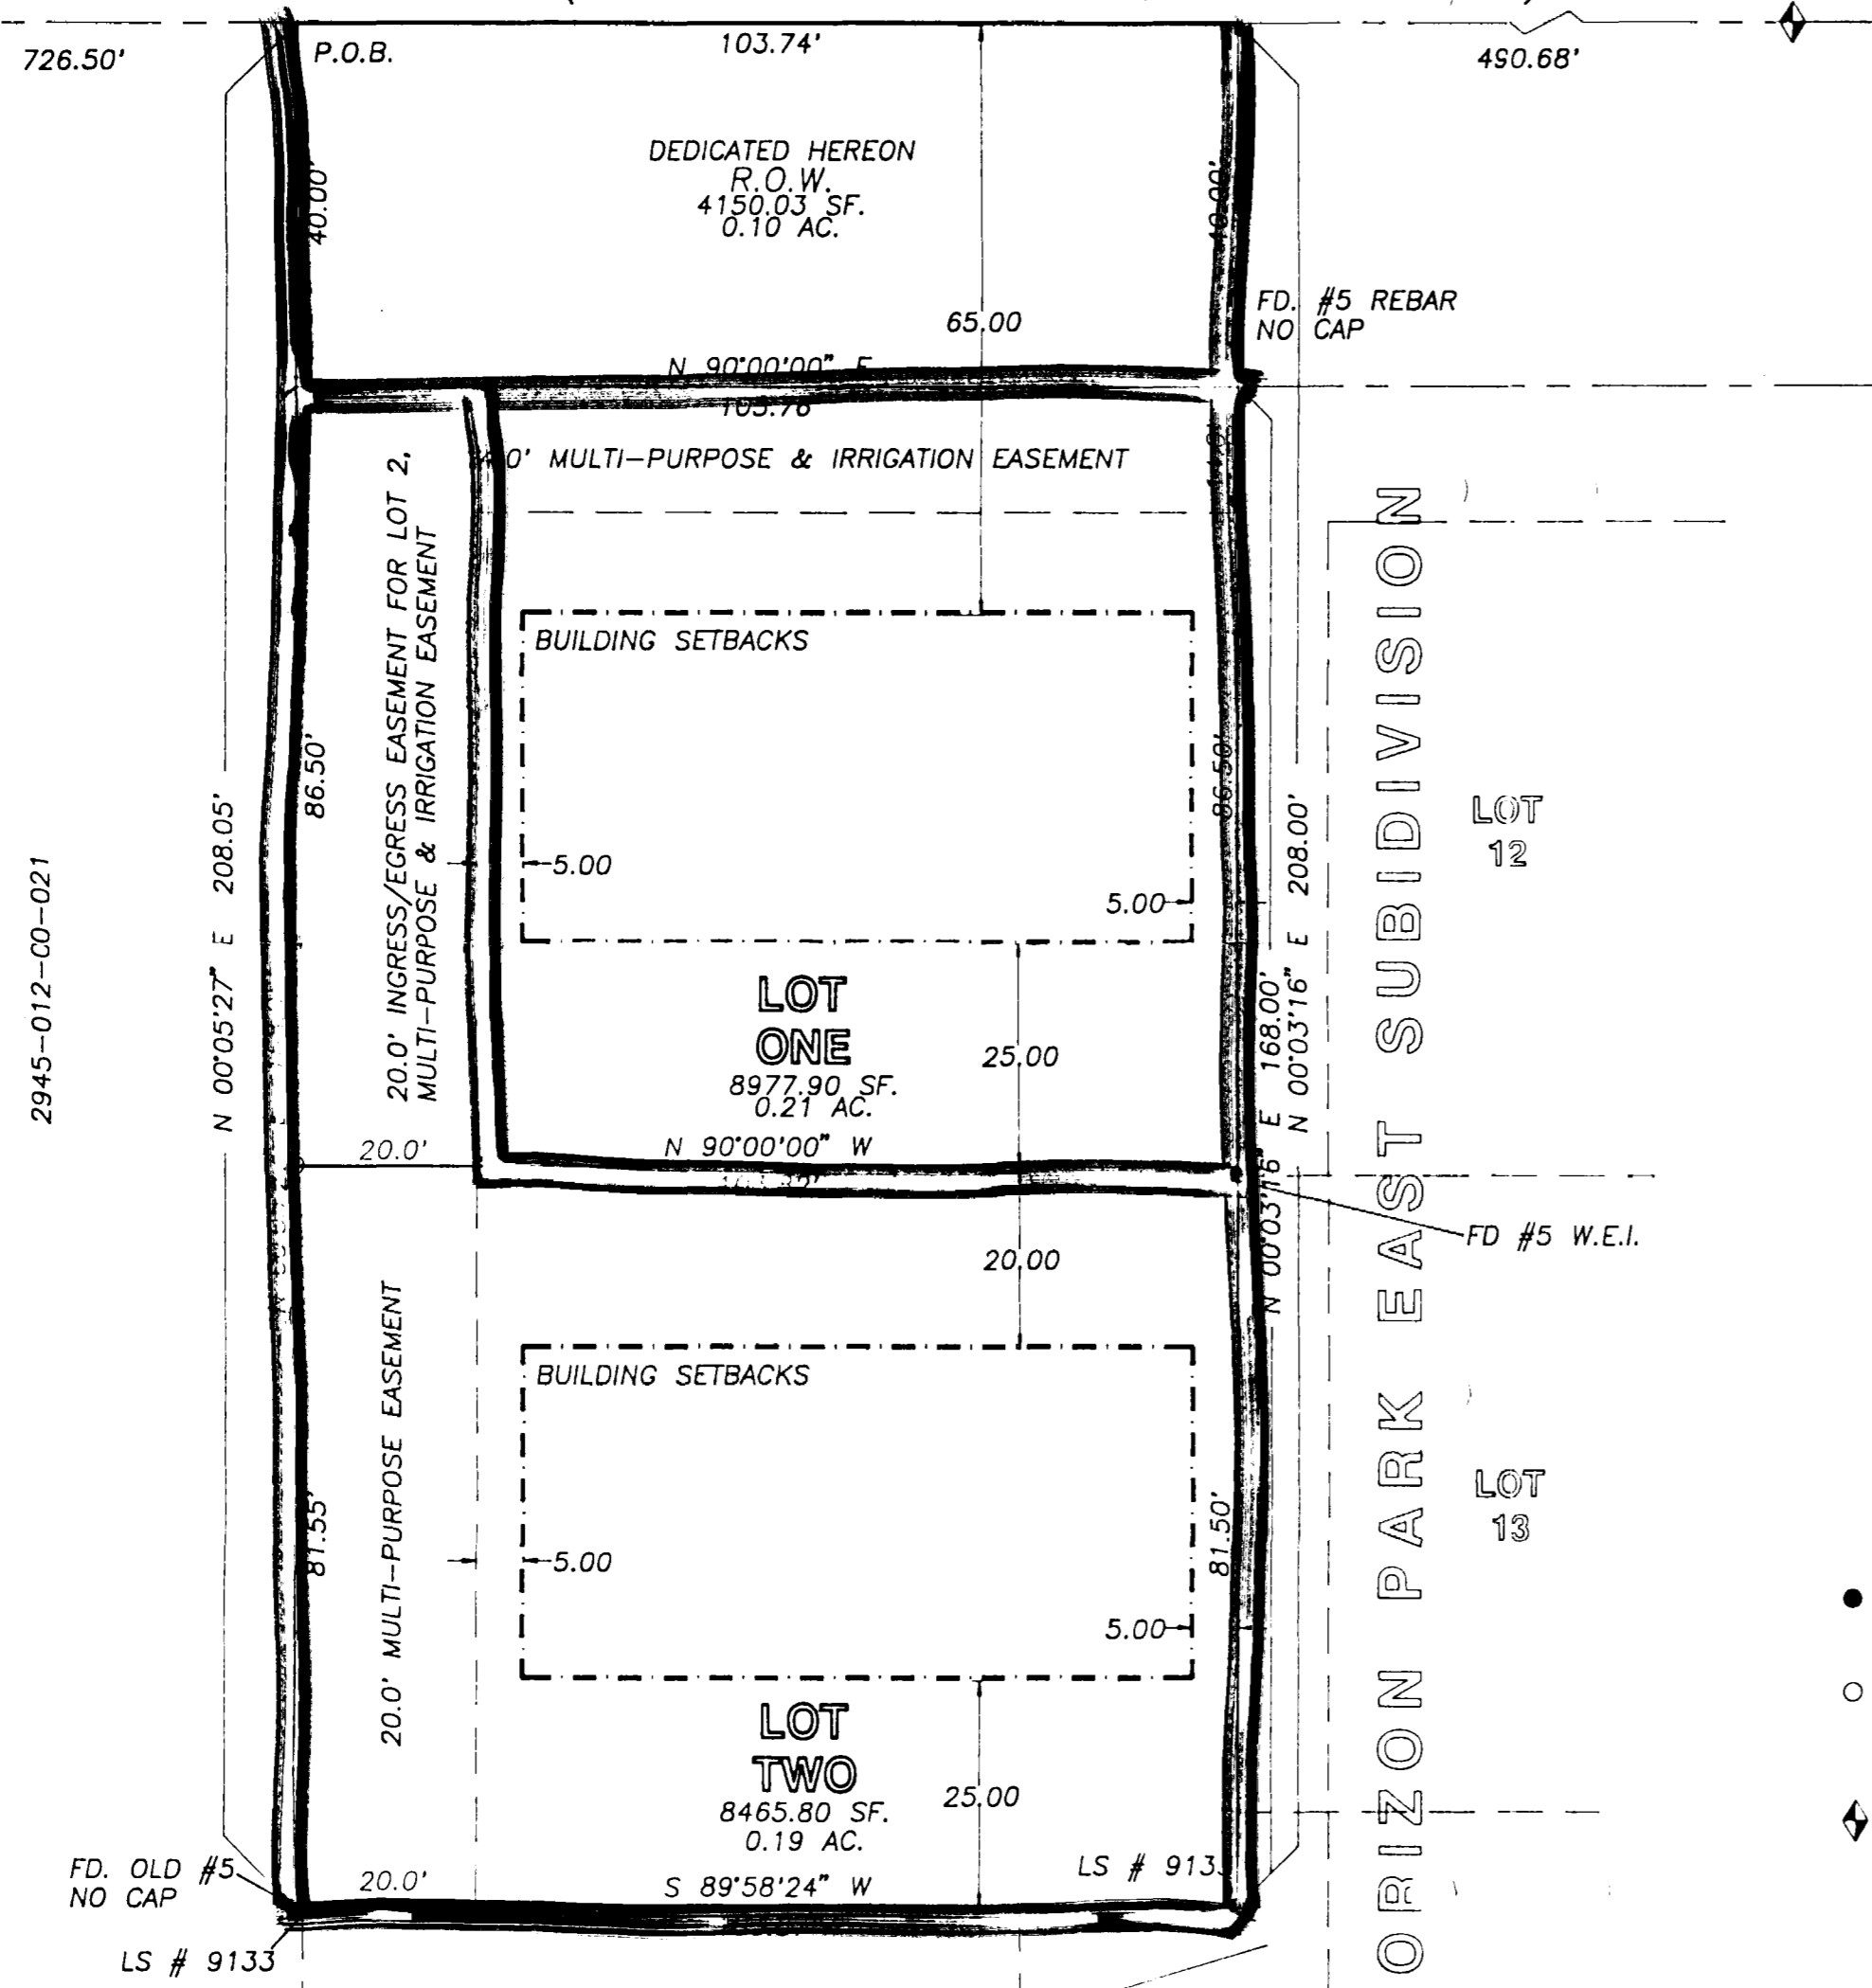 726.50'
P.O.B.
103.74'
490.68'
DEDICATED HEREON
R.O.W.
4150.03 SF.
0.10 AC.
40.00'
40.00'
65.00
FD. #5 REBAR
NO CAP
N 90°00'00" E
103.78
MULTI-PURPOSE & IRRIGATION EASEMENT
20.0' INGRESS/EGRESS EASEMENT FOR LOT 2,
MULTI-PURPOSE & IRRIGATION EASEMENT
BUILDING SETBACKS
86.50'
86.50'
5.00
5.00
N 00°05'27" E 208.05'
2945-012-00-021
LOT
ONE
8977.90 SF.
0.21 AC.
25.00
N 90°00'00" W
20.0'
N 00°03'16" E 168.00'
N 00°03'16" E 208.00'
LOT
12
ORIZON PARK EAST SUBDIVISION
FD #5 W.E.I.
20.00
20.0' MULTI-PURPOSE EASEMENT
BUILDING SETBACKS
81.55'
81.50'
5.00
5.00
LOT
13
LOT
TWO
8465.80 SF.
0.19 AC.
25.00
S 89°58'24" W
20.0'
FD. OLD #5
NO CAP
LS # 9133
LS # 913